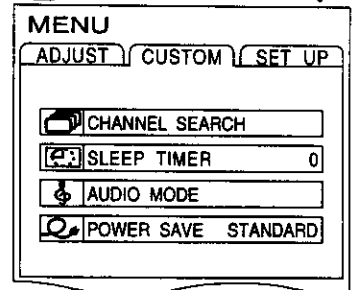 MENU
ADJUST CUSTOM SET UP
CHANNEL SEARCH
SLEEP TIMER 0
AUDIO MODE
POWER SAVE STANDARD